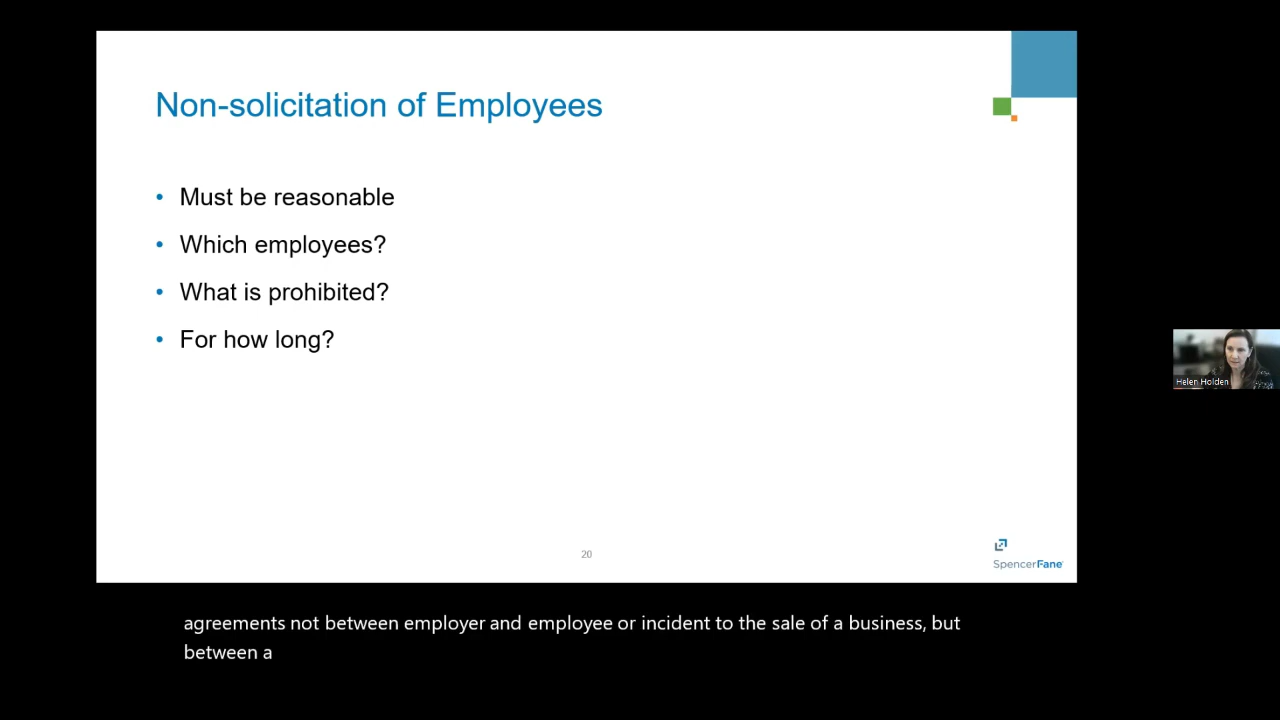 Non-solicitation of Employees
• Must be reasonable
• Which employees?
• What is prohibited?
• For how long?
Helen Holden
20
SpencerFane
agreements not between employer and employee or incident to the sale of a business, but
between a